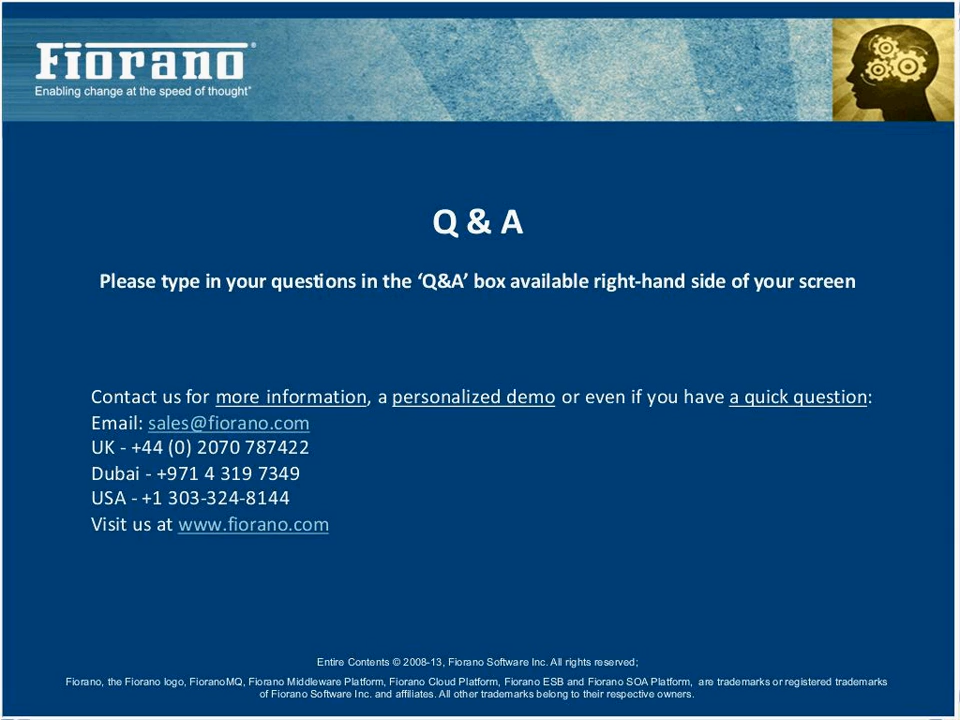 Fiorano®
Enabling change at the speed of thought®
Q & A
Please type in your questions in the ‘Q&A’ box available right-hand side of your screen
Contact us for more information, a personalized demo or even if you have a quick question:
Email: sales@fiorano.com
UK - +44 (0) 2070 787422
Dubai - +971 4 319 7349
USA - +1 303-324-8144
Visit us at www.fiorano.com
Entire Contents © 2008-13, Fiorano Software Inc. All rights reserved;
Fiorano, the Fiorano logo, FioranoMQ, Fiorano Middleware Platform, Fiorano Cloud Platform, Fiorano ESB and Fiorano SOA Platform, are trademarks or registered trademarks
of Fiorano Software Inc. and affiliates. All other trademarks belong to their respective owners.